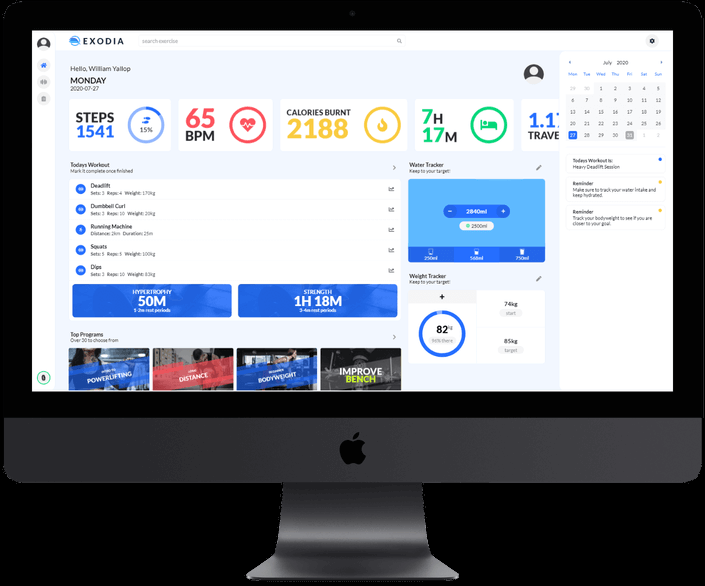 EXODIA
search exercise
Hello, William Yallop
MONDAY
2020-07-27
STEPS
1541
15%
65
BPM
CALORIES BURNT
2188
7H
17M
TRAVE
Todays Workout
Mark it complete once finished
Deadlift
Sets: 3 Reps: 4 Weight: 170kg
Dumbbell Curl
Sets: 3 Reps: 10 Weight: 20kg
Running Machine
Distance: 2km Duration: 25m
Squats
Sets: 5 Reps: 5 Weight: 100kg
Dips
Sets: 3 Reps: 10 Weight: 83kg
HYPERTROPHY
50M
1-2m rest periods
STRENGTH
1H 18M
3-4m rest periods
Top Programs
Over 20 to choose from
POWERLIFTING
DISTANCE
BODYWEIGHT
IMPROVE
BENCH
Water Tracker
Keep to your target!
− 2840ml +
2500ml
350ml 568ml 750ml
Weight Tracker
Keep to your target!
+
82kg
74kg
start
85kg
target
July 2020
Mon Tue Wed Thu Fri Sat Sun
29 30 1 2 3 4 5
6 7 8 9 10 11 12
13 14 15 16 17 18 19
20 21 22 23 24 25 26
27 28 29 30 31 1 2
Todays Workout Is:
Heavy Deadlift Session
Reminder
Make sure to track your water intake and
keep hydrated.
Reminder
Track your bodyweight to see if you are
closer to your goal.